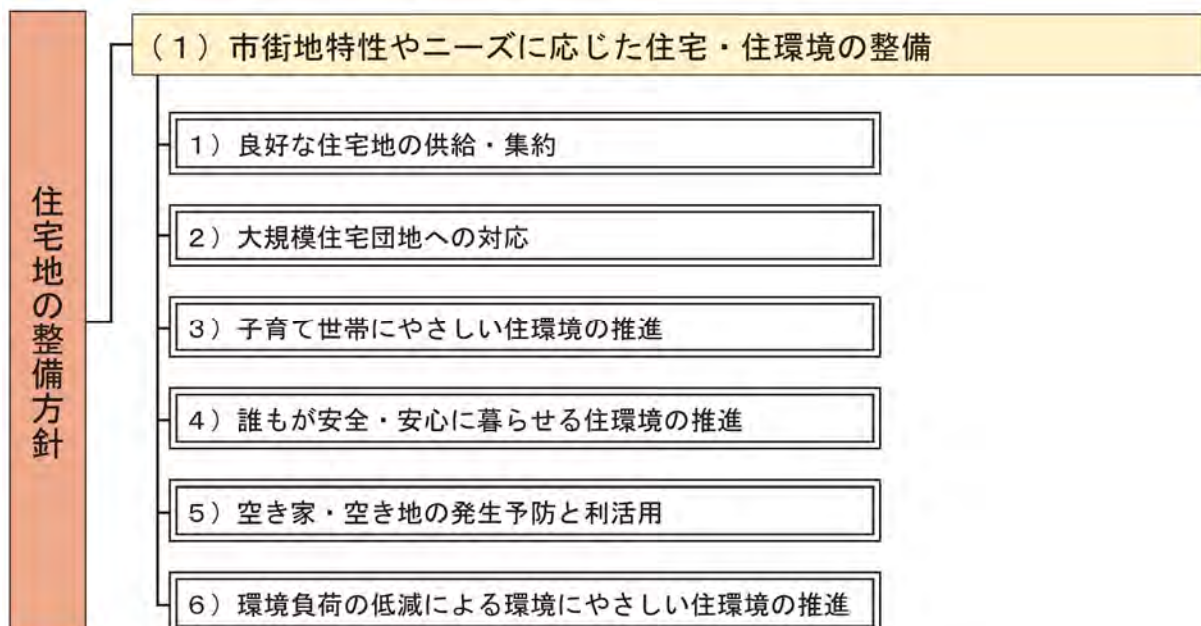 住宅地の整備方針
（１）市街地特性やニーズに応じた住宅・住環境の整備
１）良好な住宅地の供給・集約
２）大規模住宅団地への対応
３）子育て世帯にやさしい住環境の推進
４）誰もが安全・安心に暮らせる住環境の推進
５）空き家・空き地の発生予防と利活用
６）環境負荷の低減による環境にやさしい住環境の推進